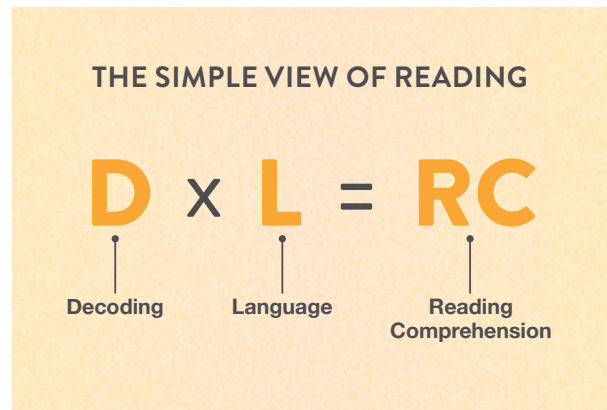 THE SIMPLE VIEW OF READING
D x L = RC
Decoding Language Reading
Comprehension